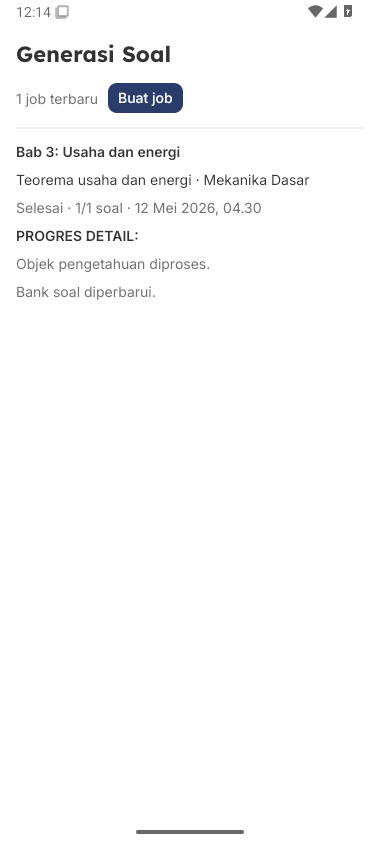 12:14
Generasi Soal
1 job terbaru
Buat job
Bab 3: Usaha dan energi
Teorema usaha dan energi · Mekanika Dasar
Selesai · 1/1 soal · 12 Mei 2026, 04.30
PROGRES DETAIL:
Objek pengetahuan diproses.
Bank soal diperbarui.